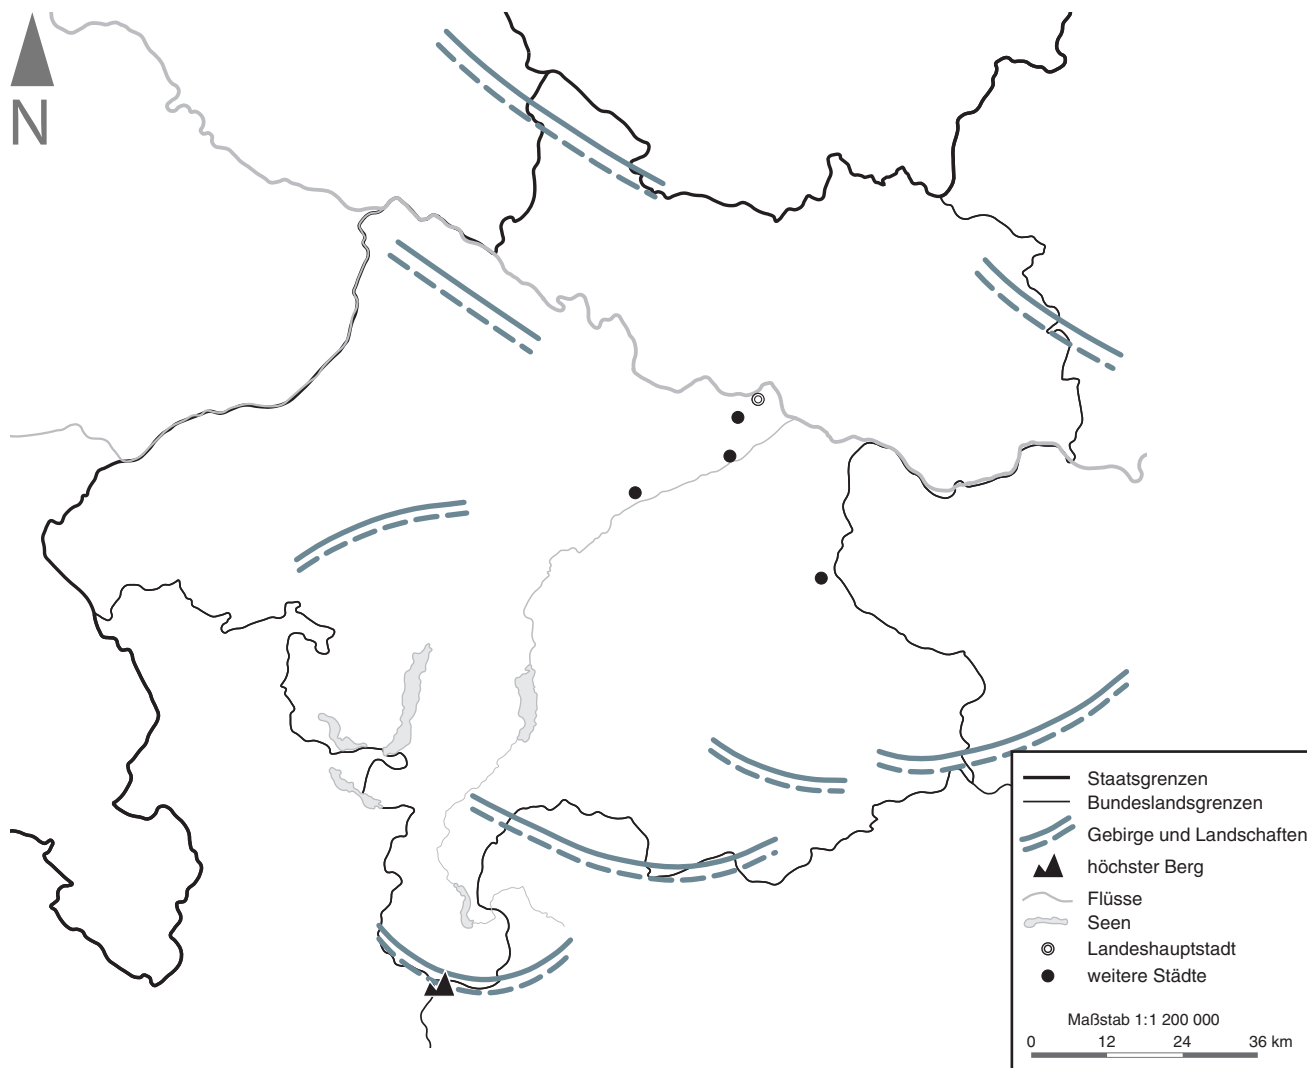 N
Staatsgrenzen
Bundeslandsgrenzen
Gebirge und Landschaften
höchster Berg
Flüsse
Seen
Landeshauptstadt
weitere Städte
Maßstab 1:1 200 000
0 12 24 36 km